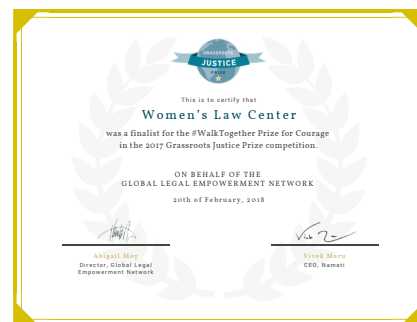 GRASSROOTS
JUSTICE
PRIZE
This is to certify that
Women's Law Center
was a finalist for the #WalkTogether Prize for Courage
in the 2017 Grassroots Justice Prize competition.
ON BEHALF OF THE
GLOBAL LEGAL EMPOWERMENT NETWORK
20th of February, 2018
Abigail Moy
Director, Global Legal
Empowerment Network
Vivek Maru
CEO, Namati